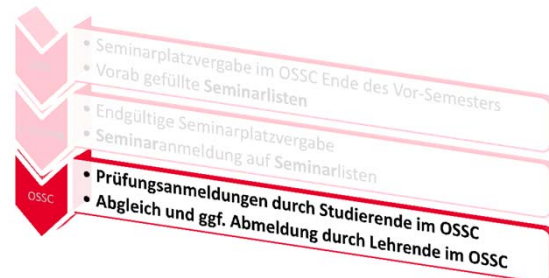 • Seminarplatzvergabe im OSSC Ende des Vor-Semesters
• Vorab gefüllte Seminarlisten
• Endgültige Seminarplatzvergabe
• Seminaranmeldung auf Seminarlisten
OSSC
• Prüfungsanmeldungen durch Studierende im OSSC
• Abgleich und ggf. Abmeldung durch Lehrende im OSSC